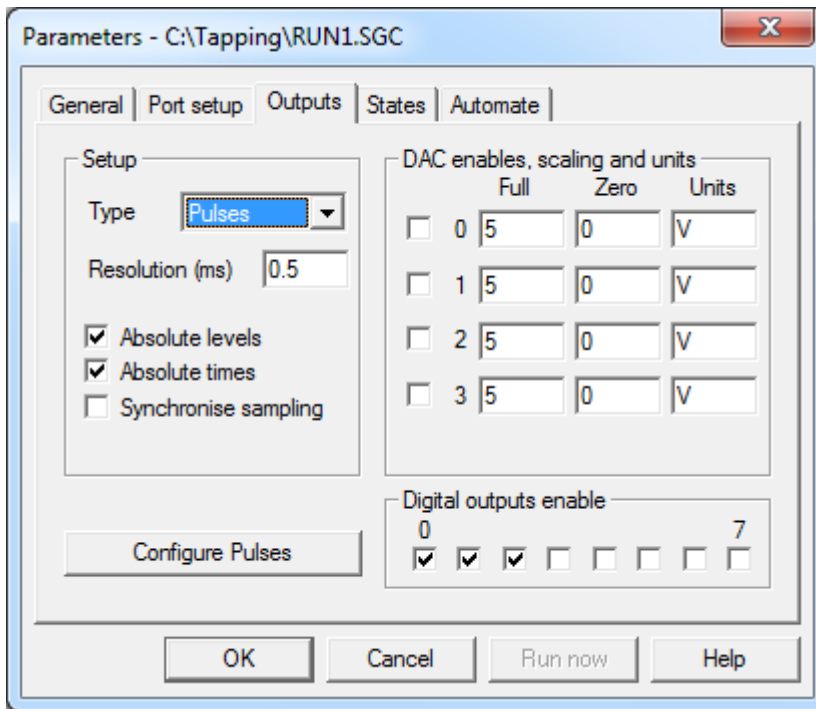 Parameters - C:\Tapping\RUN1.SGC
X
General Port setup Outputs States Automate
Setup
Type Pulses
Resolution (ms) 0.5
Absolute levels
Absolute times
Synchronise sampling
Configure Pulses
DAC enables, scaling and units
Full Zero Units
0 5 0 V
1 5 0 V
2 5 0 V
3 5 0 V
Digital outputs enable
0 7
OK Cancel Run now Help